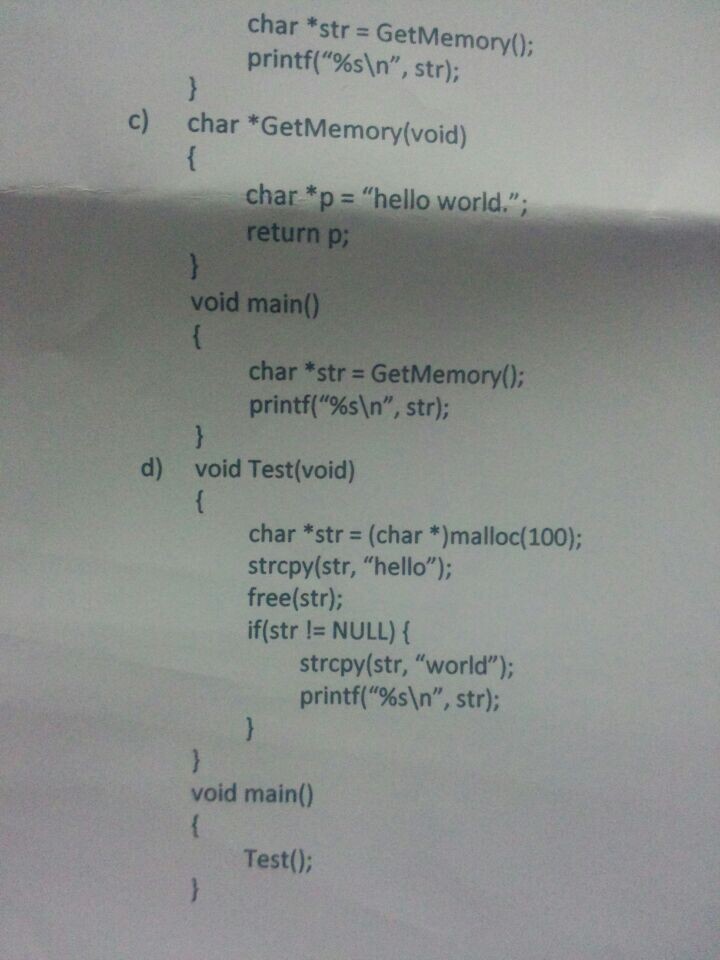 char *str = GetMemory();
printf(“%s\n”, str);
}
c) char *GetMemory(void)
{
char *p = “hello world.”;
return p;
}
void main()
{
char *str = GetMemory();
printf(“%s\n”, str);
}
d) void Test(void)
{
char *str = (char *)malloc(100);
strcpy(str, “hello”);
free(str);
if(str != NULL) {
strcpy(str, “world”);
printf(“%s\n”, str);
}
}
void main()
{
Test();
}